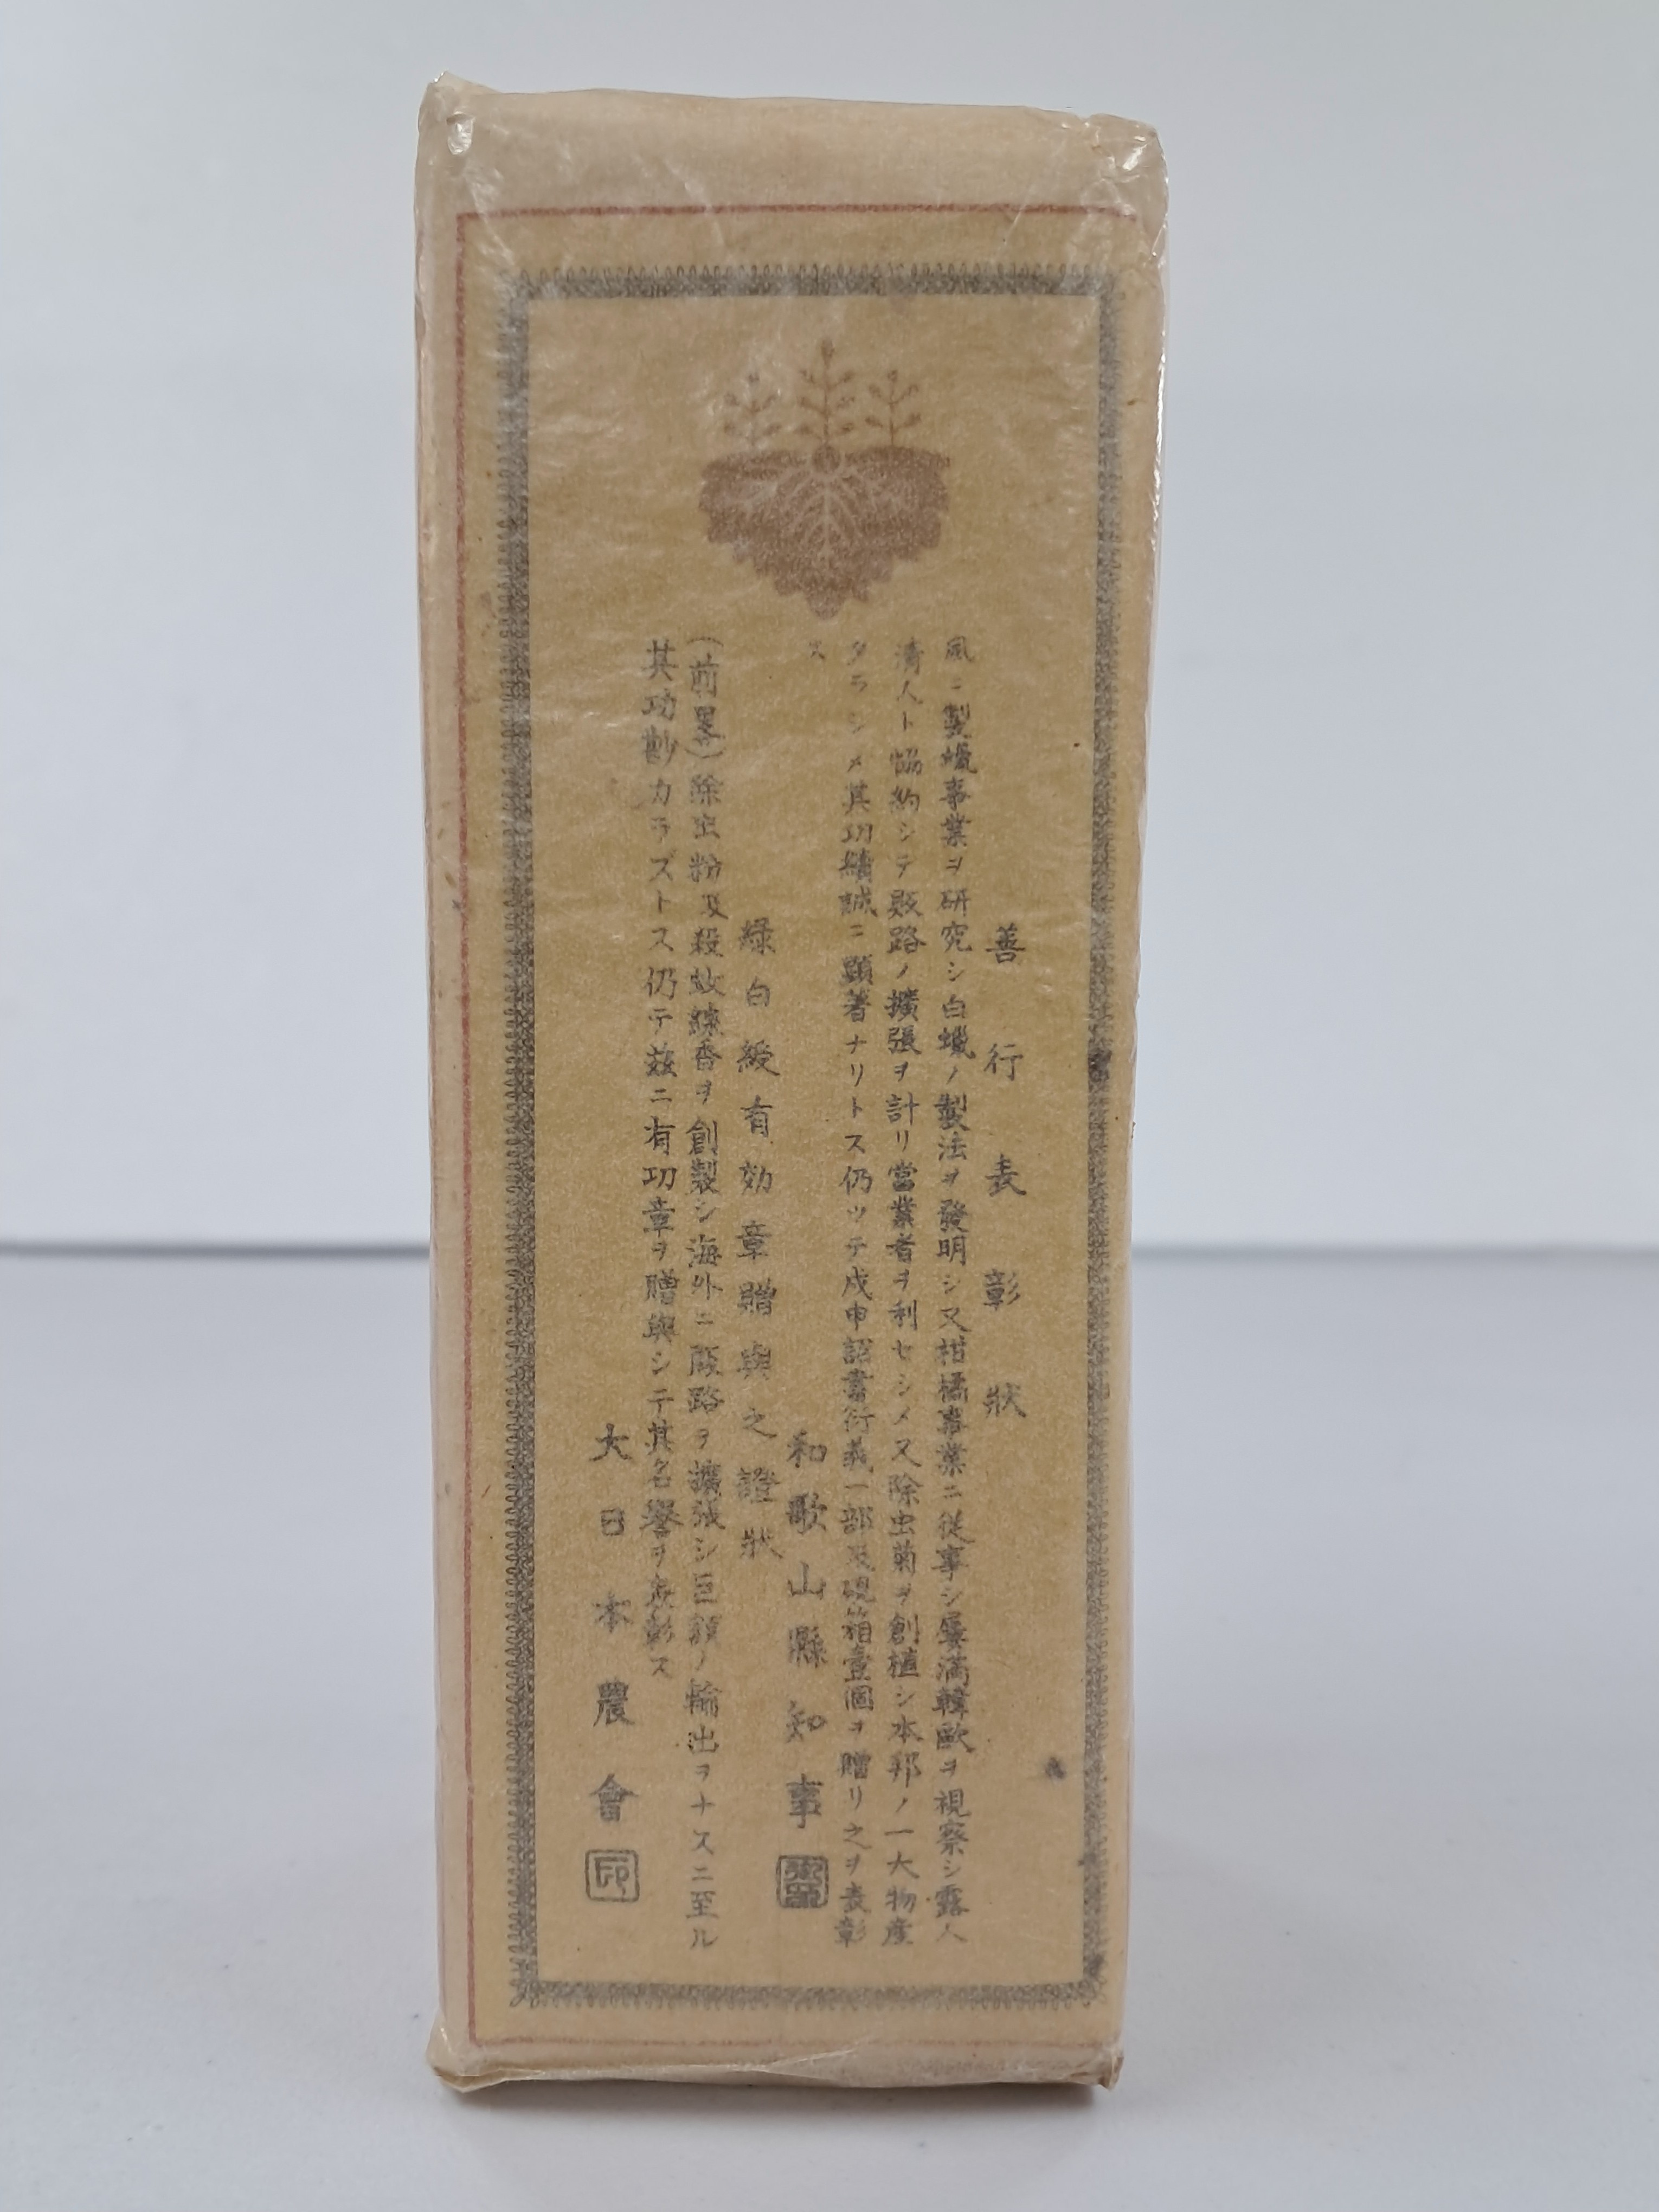 善行表彰狀
風ニ製蠟事業ヲ研究シ白蠟ノ製法ヲ發明シ又柑橘事業ニ従事シ屡滿韓歐ヲ視察シ露人
清人ト協約シテ販路ノ擴張ヲ計リ當業者ヲ利セシメ又除虫菊ヲ創植シ本邦ノ一大物産
タラシメ其功績誠ニ顯著ナリトス仍ッテ戊申詔書衍義一部及硯箱壹個ヲ贈リ之ヲ表彰
ス
和歌山縣知事
綠白綬有効章贈與之證狀
(前畧)除虫粉及殺蚊線香ヲ創製シ海外ニ販路ヲ擴張シ巨額ノ輸出ヲナスニ至ル
其功尠カラズトス仍テ茲ニ有功章ヲ贈與シテ其名譽ヲ表彰ス
大日本農會 印